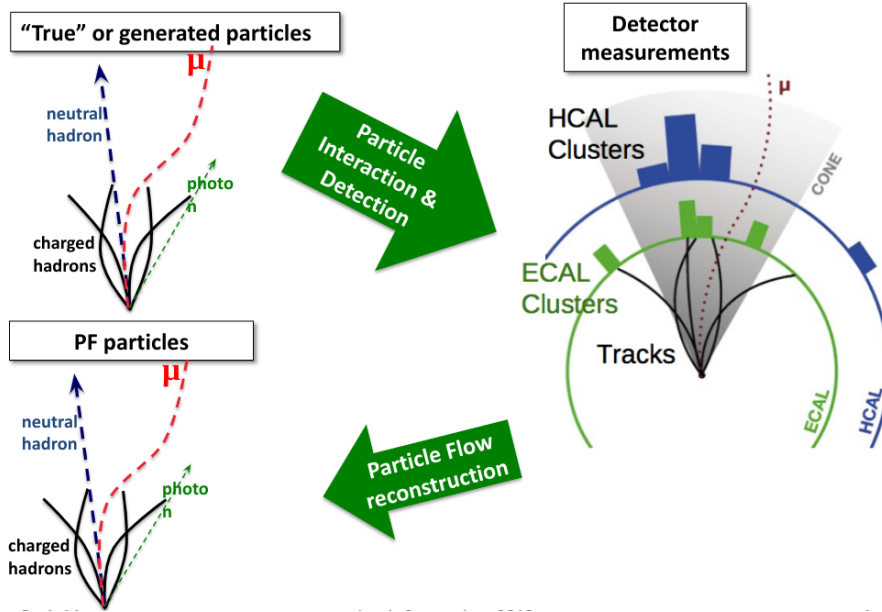 “True” or generated particles
μ
neutral
hadron
photo
n
charged
hadrons
Particle
Interaction &
Detection
Detector
measurements
μ
HCAL
Clusters
CONE
ECAL
Clusters
Tracks
ECAL
HCAL
PF particles
μ
neutral
hadron
photo
n
charged
hadrons
Particle Flow
reconstruction